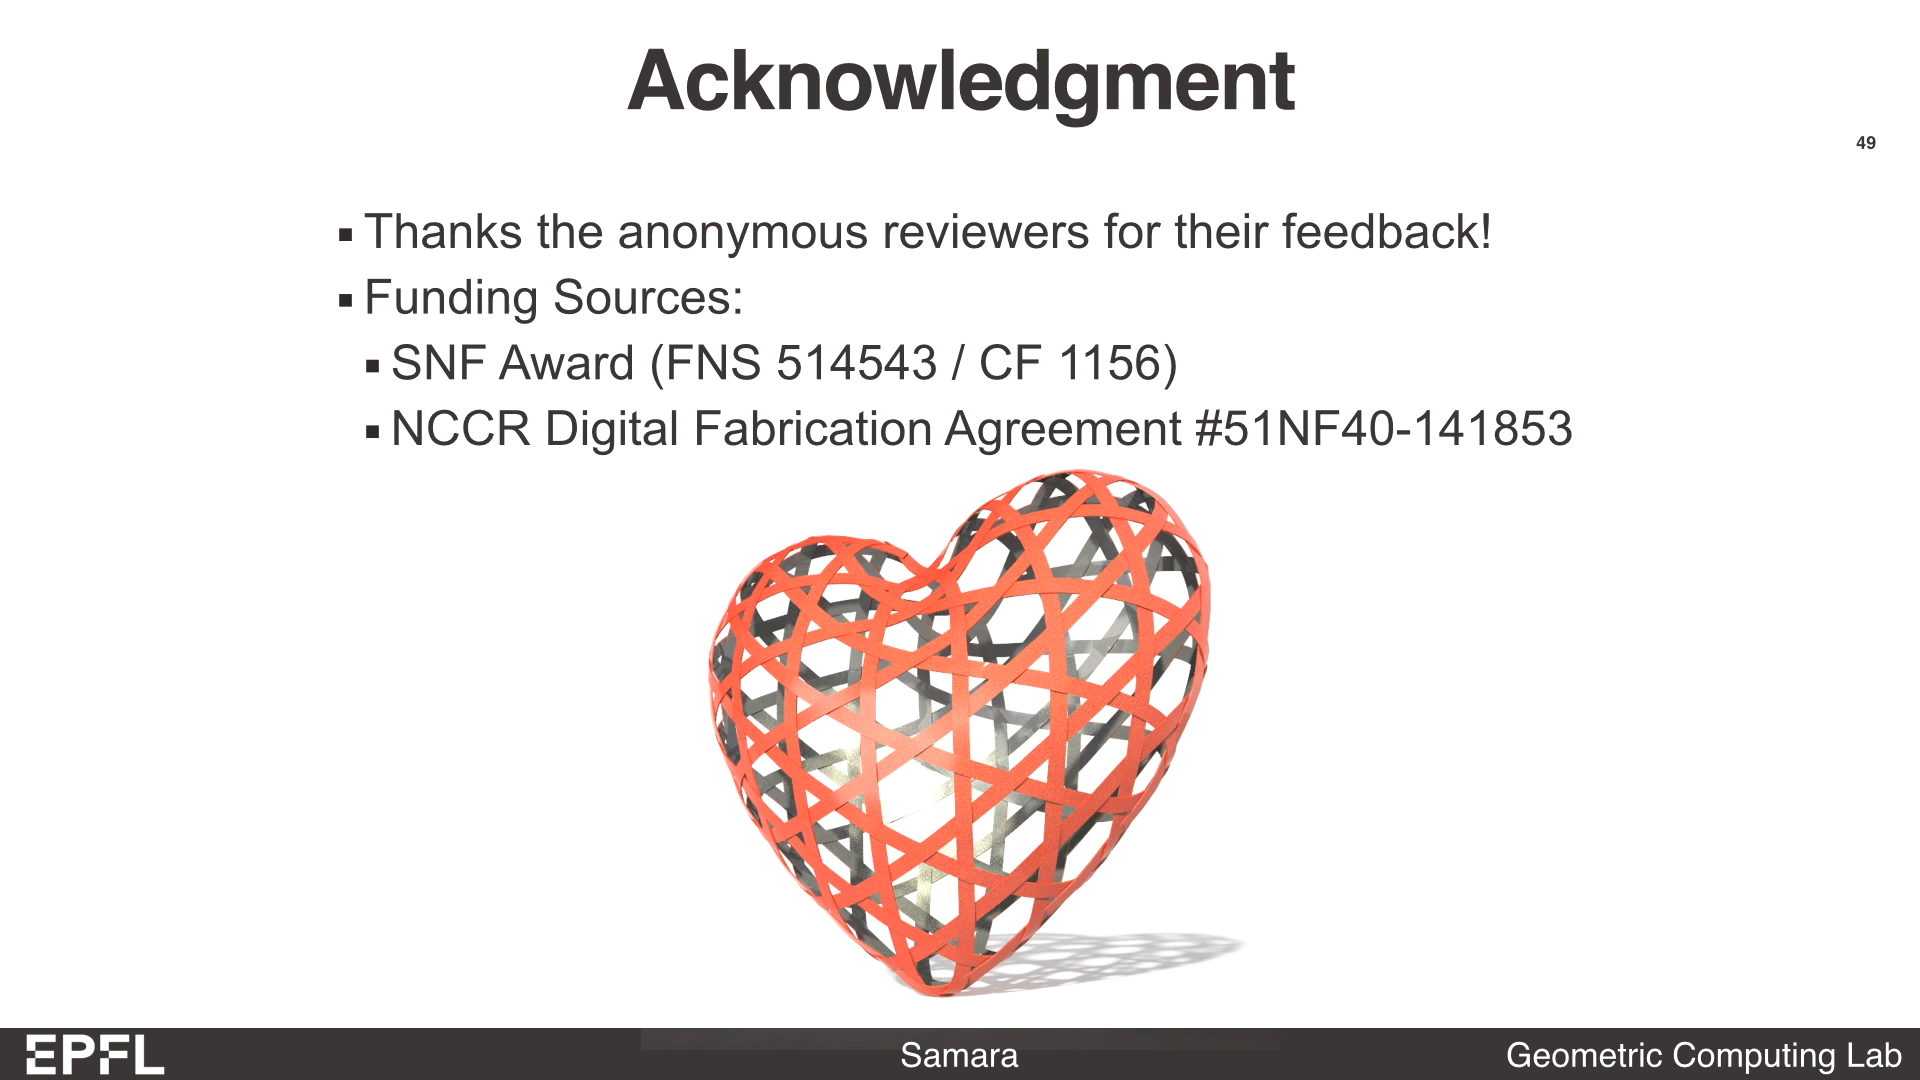 Acknowledgment
49
▪ Thanks the anonymous reviewers for their feedback!
▪ Funding Sources:
▪ SNF Award (FNS 514543 / CF 1156)
▪ NCCR Digital Fabrication Agreement #51NF40-141853
EPFL
Samara
Geometric Computing Lab